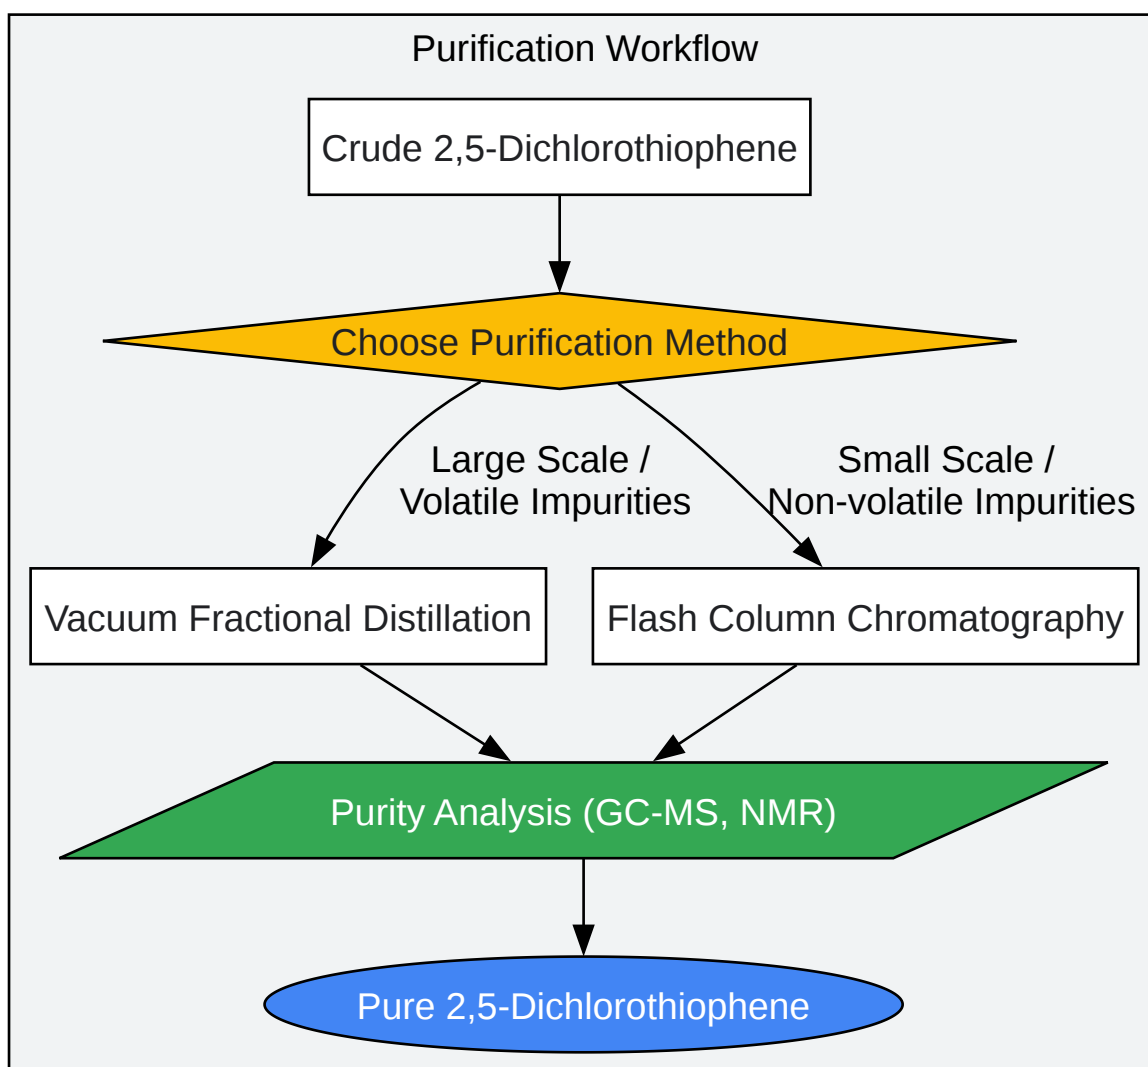 Purification Workflow
Crude 2,5-Dichlorothiophene
Choose Purification Method
Large Scale /
Volatile Impurities
Small Scale /
Non-volatile Impurities
Vacuum Fractional Distillation
Flash Column Chromatography
Purity Analysis (GC-MS, NMR)
Pure 2,5-Dichlorothiophene